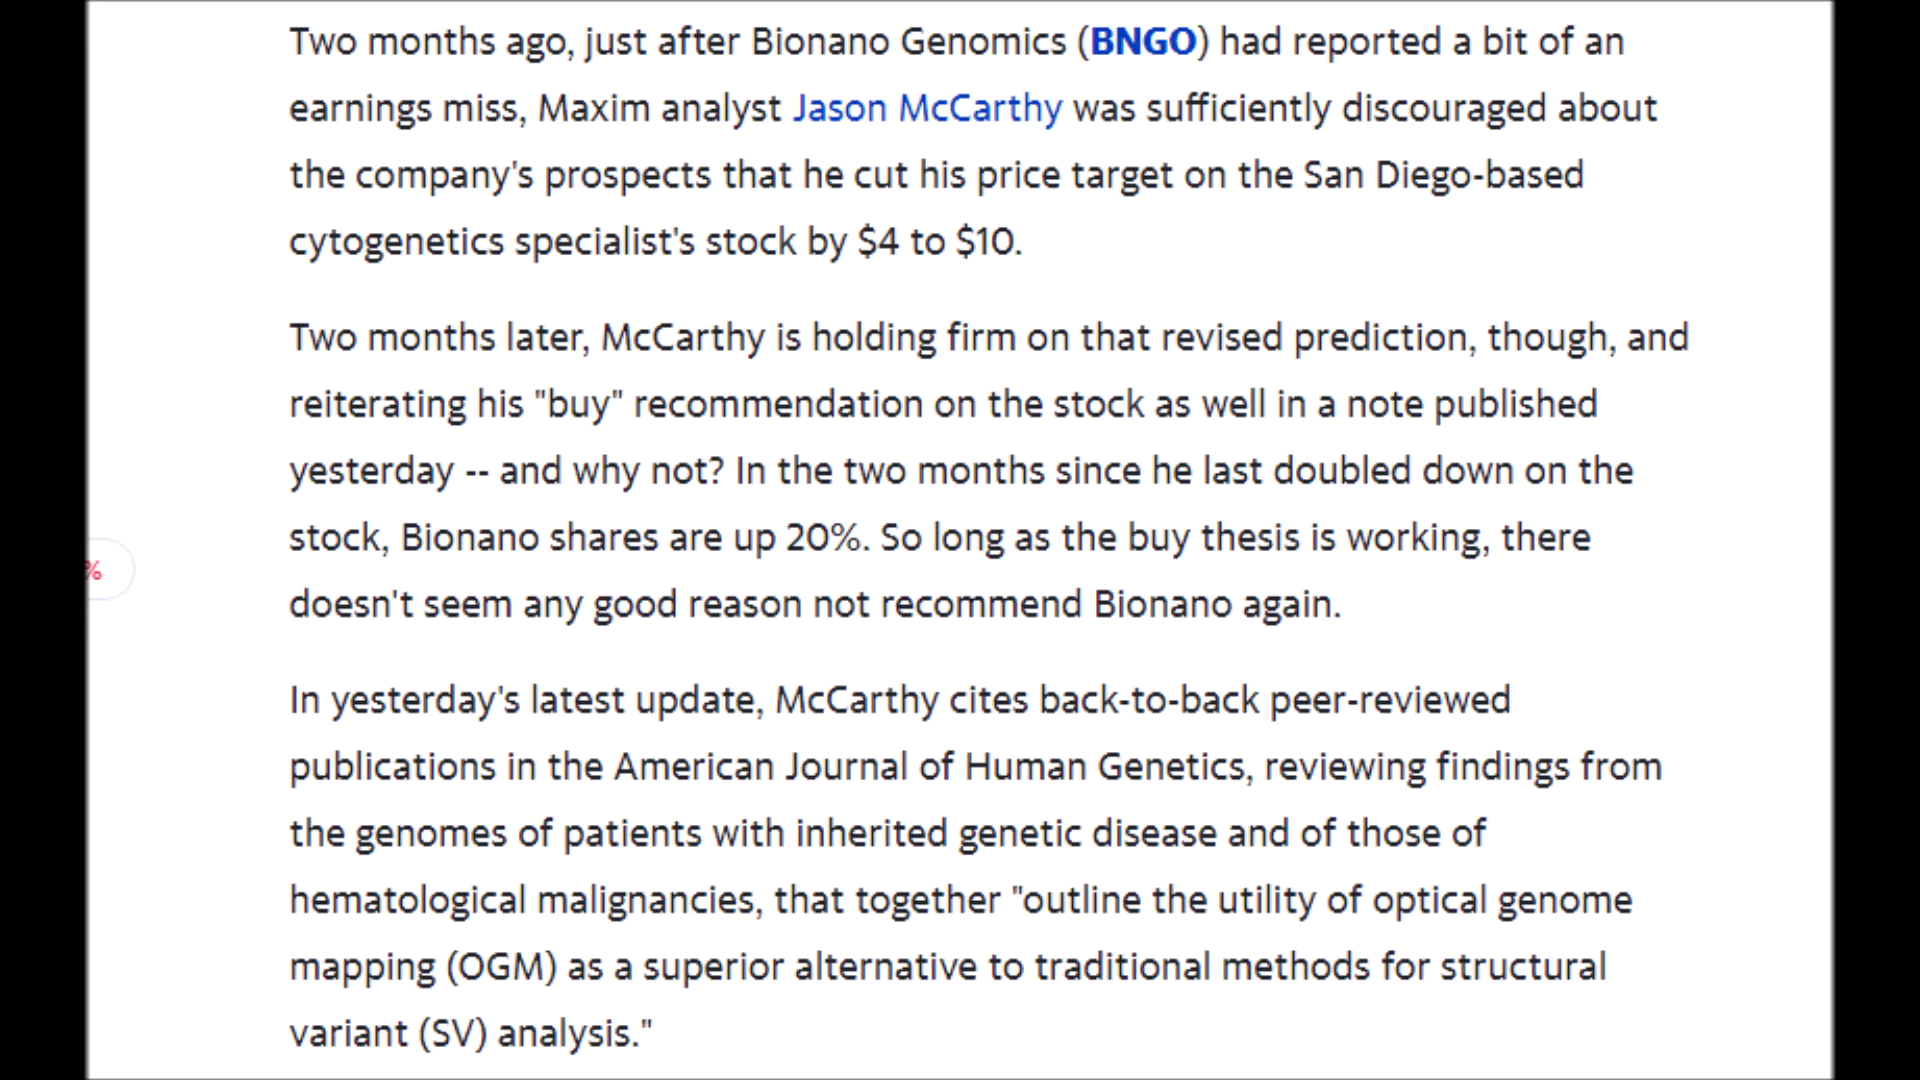 Two months ago, just after Bionano Genomics (BNGO) had reported a bit of an
earnings miss, Maxim analyst Jason McCarthy was sufficiently discouraged about
the company's prospects that he cut his price target on the San Diego-based
cytogenetics specialist's stock by $4 to $10.
Two months later, McCarthy is holding firm on that revised prediction, though, and
reiterating his "buy" recommendation on the stock as well in a note published
yesterday -- and why not? In the two months since he last doubled down on the
stock, Bionano shares are up 20%. So long as the buy thesis is working, there
%
doesn't seem any good reason not recommend Bionano again.
In yesterday's latest update, McCarthy cites back-to-back peer-reviewed
publications in the American Journal of Human Genetics, reviewing findings from
the genomes of patients with inherited genetic disease and of those of
hematological malignancies, that together "outline the utility of optical genome
mapping (OGM) as a superior alternative to traditional methods for structural
variant (SV) analysis."